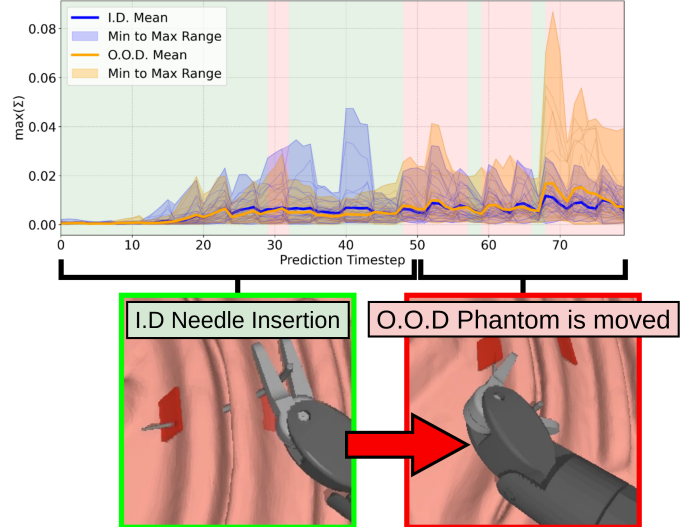 I.D. Mean
Min to Max Range
O.O.D. Mean
Min to Max Range
max(Σ)
0.08
0.06
0.04
0.02
0.00
0 10 20 30 40 50 60 70
Prediction Timestep
I.D Needle Insertion
O.O.D Phantom is moved